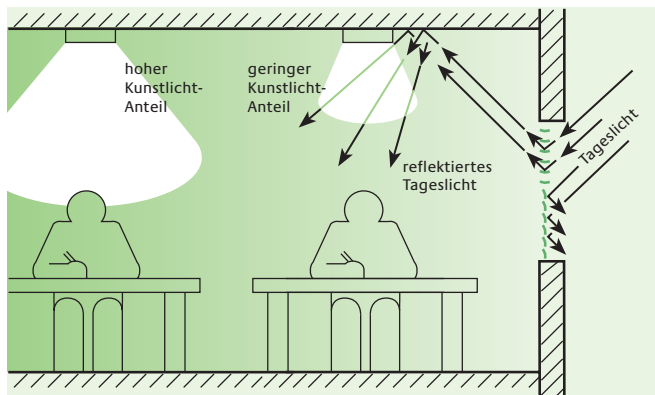 hoher
Kunstlicht-
Anteil
geringer
Kunstlicht-
Anteil
reflektiertes
Tageslicht
Tageslicht